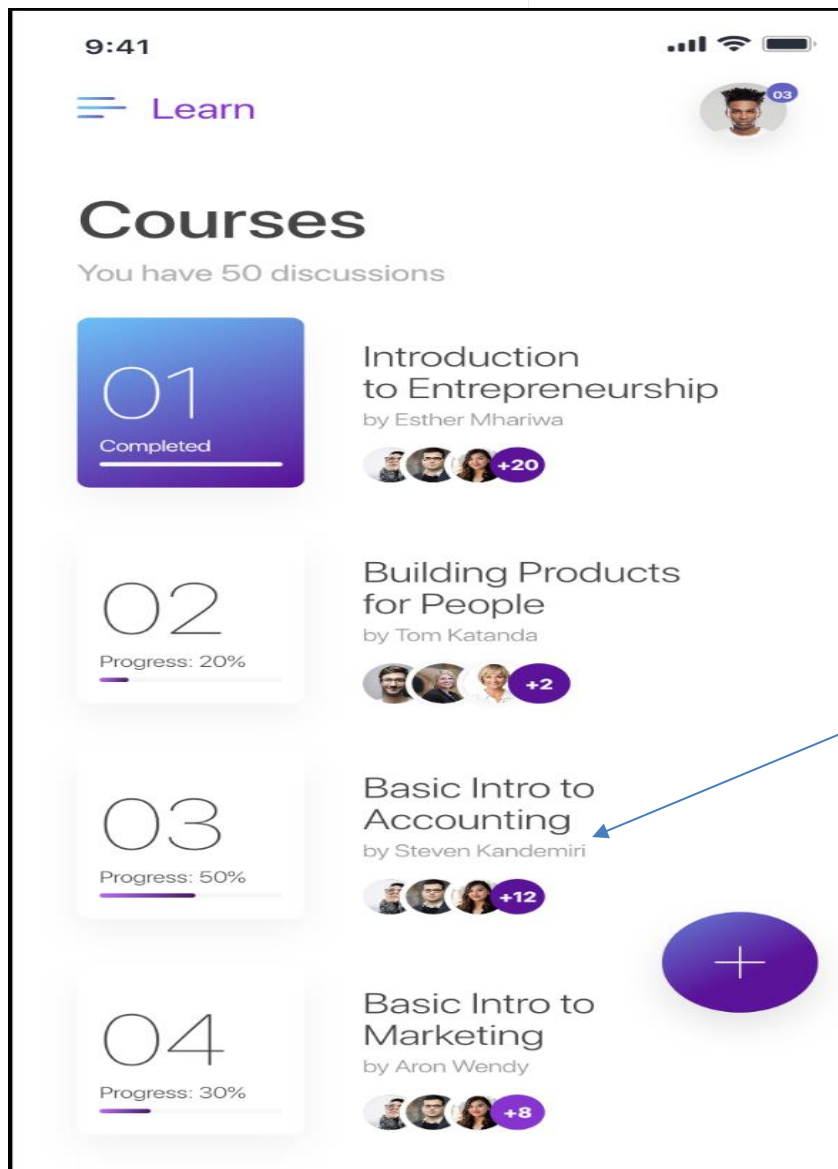 9:41
Learn
03
Courses
You have 50 discussions
01
Completed
Introduction
to Entrepreneurship
by Esther Mhariwa
+20
02
Progress: 20%
Building Products
for People
by Tom Katanda
+2
03
Progress: 50%
Basic Intro to
Accounting
by Steven Kandemiri
+12
04
Progress: 30%
Basic Intro to
Marketing
by Aron Wendy
+8